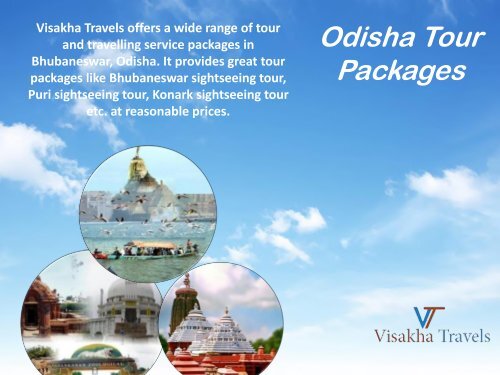 Visakha Travels offers a wide range of tour
and travelling service packages in
Bhubaneswar, Odisha. It provides great tour
packages like Bhubaneswar sightseeing tour,
Puri sightseeing tour, Konark sightseeing tour
etc. at reasonable prices.
Odisha Tour
Packages
VT
Visakha Travels